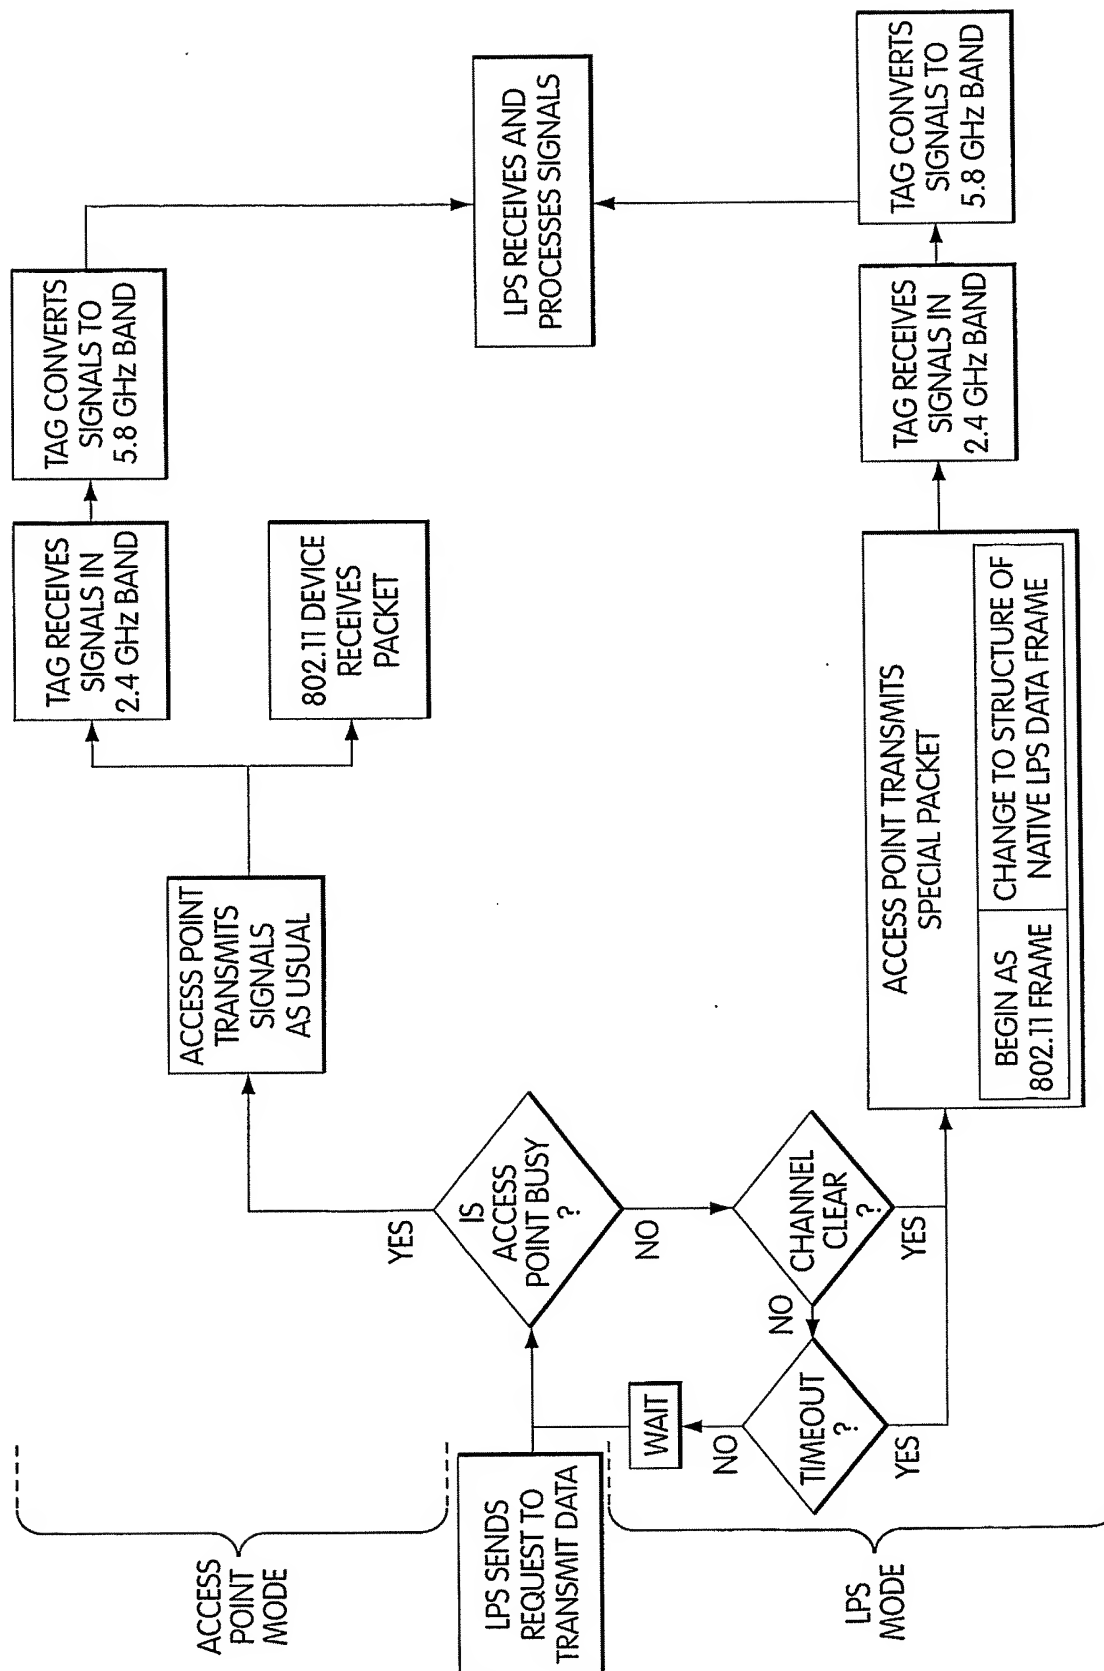 ACCESS
POINT
MODE
LPS SENDS
REQUEST TO
TRANSMIT DATA
LPS
MODE
WAIT
NO
TIMEOUT
?
YES
NO
IS
ACCESS
POINT BUSY
?
YES
NO
CHANNEL
CLEAR
?
YES
ACCESS POINT
TRANSMITS
SIGNALS
AS USUAL
TAG RECEIVES
SIGNALS IN
2.4 GHz BAND
802.11 DEVICE
RECEIVES
PACKET
TAG CONVERTS
SIGNALS TO
5.8 GHz BAND
LPS RECEIVES AND
PROCESSES SIGNALS
ACCESS POINT TRANSMITS
SPECIAL PACKET
BEGIN AS
802.11 FRAME
CHANGE TO STRUCTURE OF
NATIVE LPS DATA FRAME
TAG RECEIVES
SIGNALS IN
2.4 GHz BAND
TAG CONVERTS
SIGNALS TO
5.8 GHz BAND